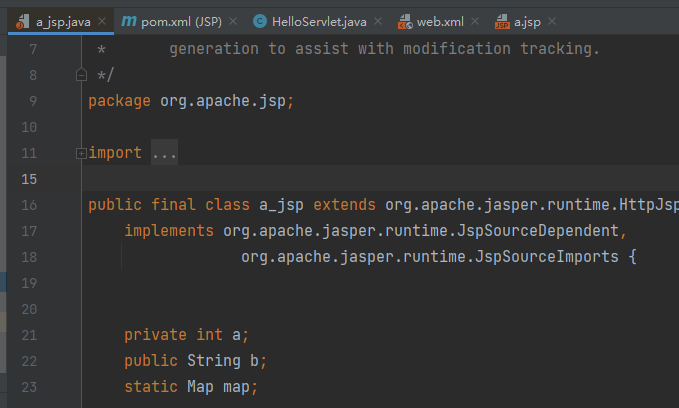 a_jsp.java pom.xml (JSP) HelloServlet.java web.xml a.jsp
7 * generation to assist with modification tracking.
8 */
9 package org.apache.jsp;
10
11 import ...
15
16 public final class a_jsp extends org.apache.jasper.runtime.HttpJsp
17 implements org.apache.jasper.runtime.JspSourceDependent,
18 org.apache.jasper.runtime.JspSourceImports {
19
20
21 private int a;
22 public String b;
23 static Map map;